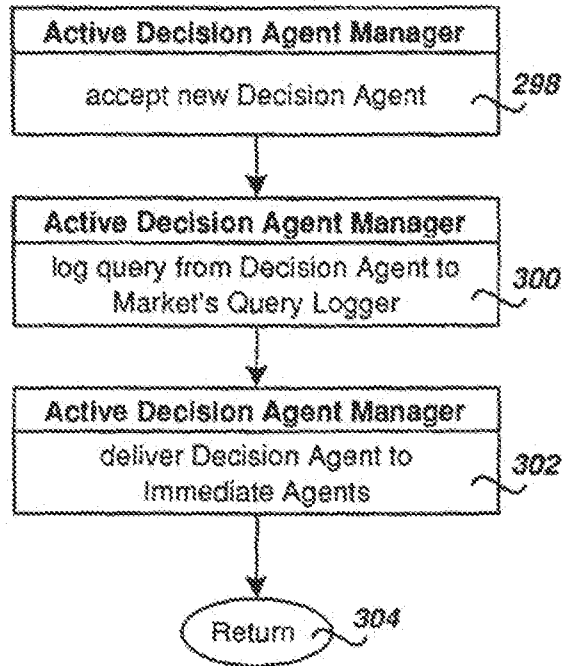 Active Decision Agent Manager
accept new Decision Agent
298
Active Decision Agent Manager
log query from Decision Agent to
Market's Query Logger
300
Active Decision Agent Manager
deliver Decision Agent to
Immediate Agents
302
Return
304